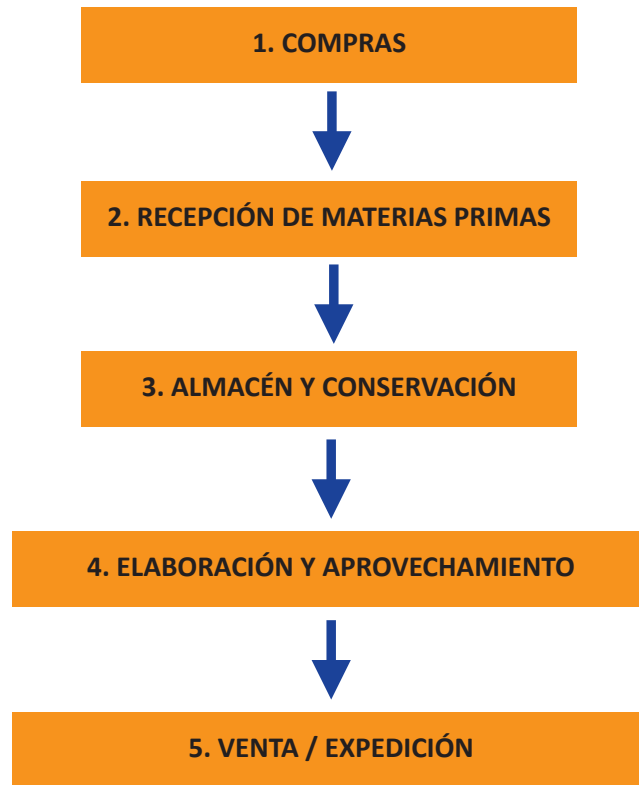 1. COMPRAS
2. RECEPCIÓN DE MATERIAS PRIMAS
3. ALMACÉN Y CONSERVACIÓN
4. ELABORACIÓN Y APROVECHAMIENTO
5. VENTA / EXPEDICIÓN